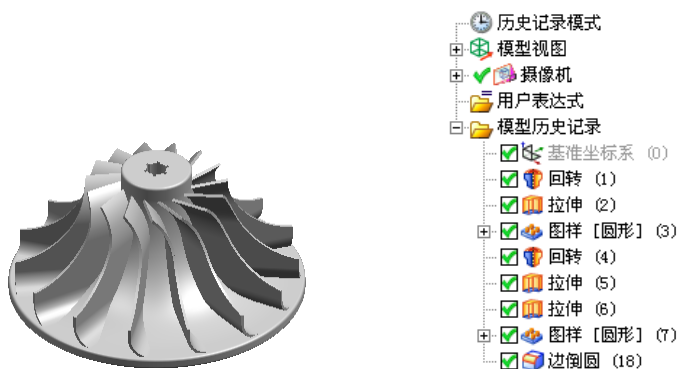 历史记录模式
模型视图
摄像机
用户表达式
模型历史记录
基准坐标系 (0)
回转 (1)
拉伸 (2)
图样 [圆形] (3)
回转 (4)
拉伸 (5)
拉伸 (6)
图样 [圆形] (7)
边倒圆 (18)